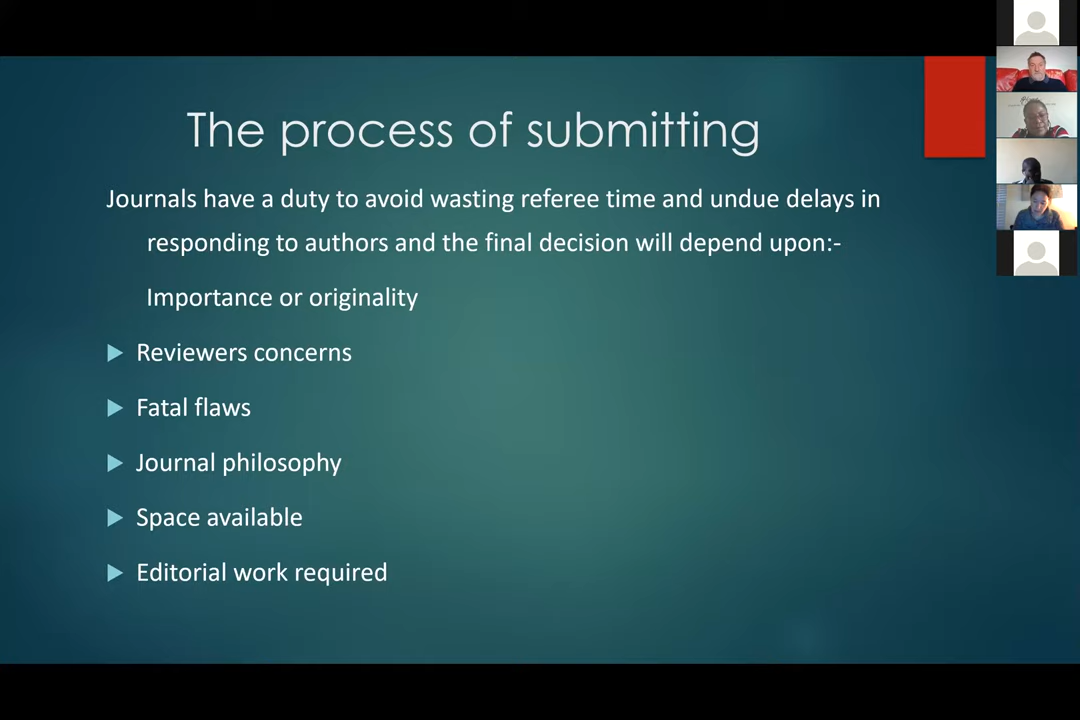 The process of submitting
Journals have a duty to avoid wasting referee time and undue delays in
responding to authors and the final decision will depend upon:-
Importance or originality
Reviewers concerns
Fatal flaws
Journal philosophy
Space available
Editorial work required